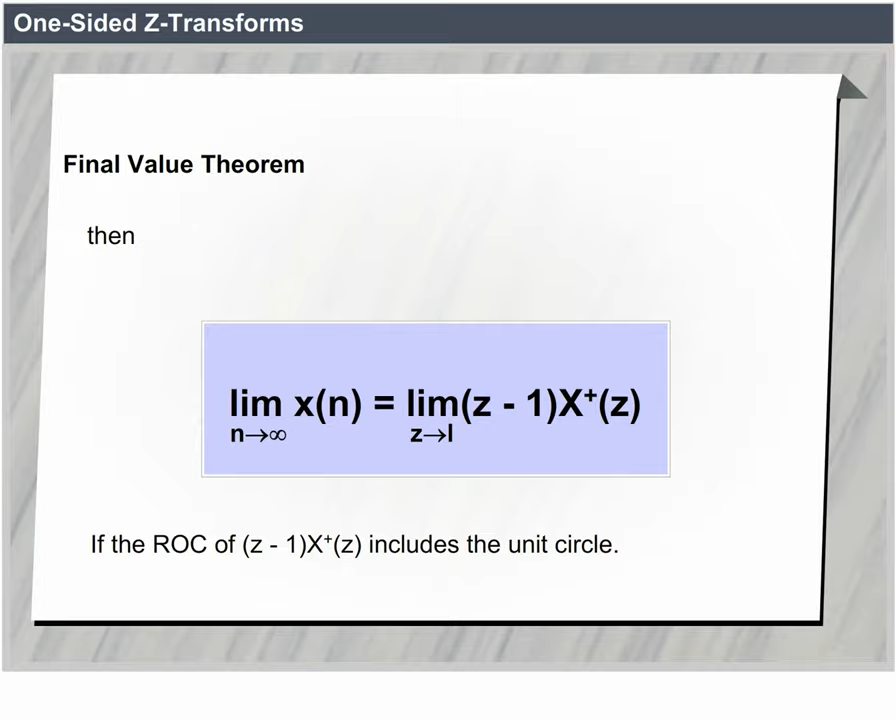 One-Sided Z-Transforms
Final Value Theorem
then
lim x(n) = lim(z - 1)X⁺(z)
n→∞ z→l
If the ROC of (z - 1)X⁺(z) includes the unit circle.